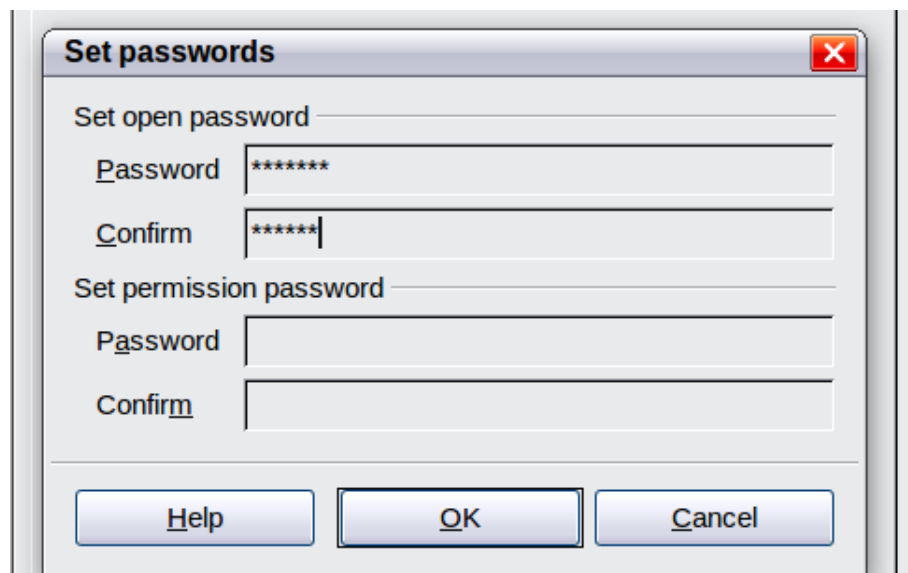 Set passwords
Set open password
Password *******
Confirm ******
Set permission password
Password
Confirm
Help OK Cancel